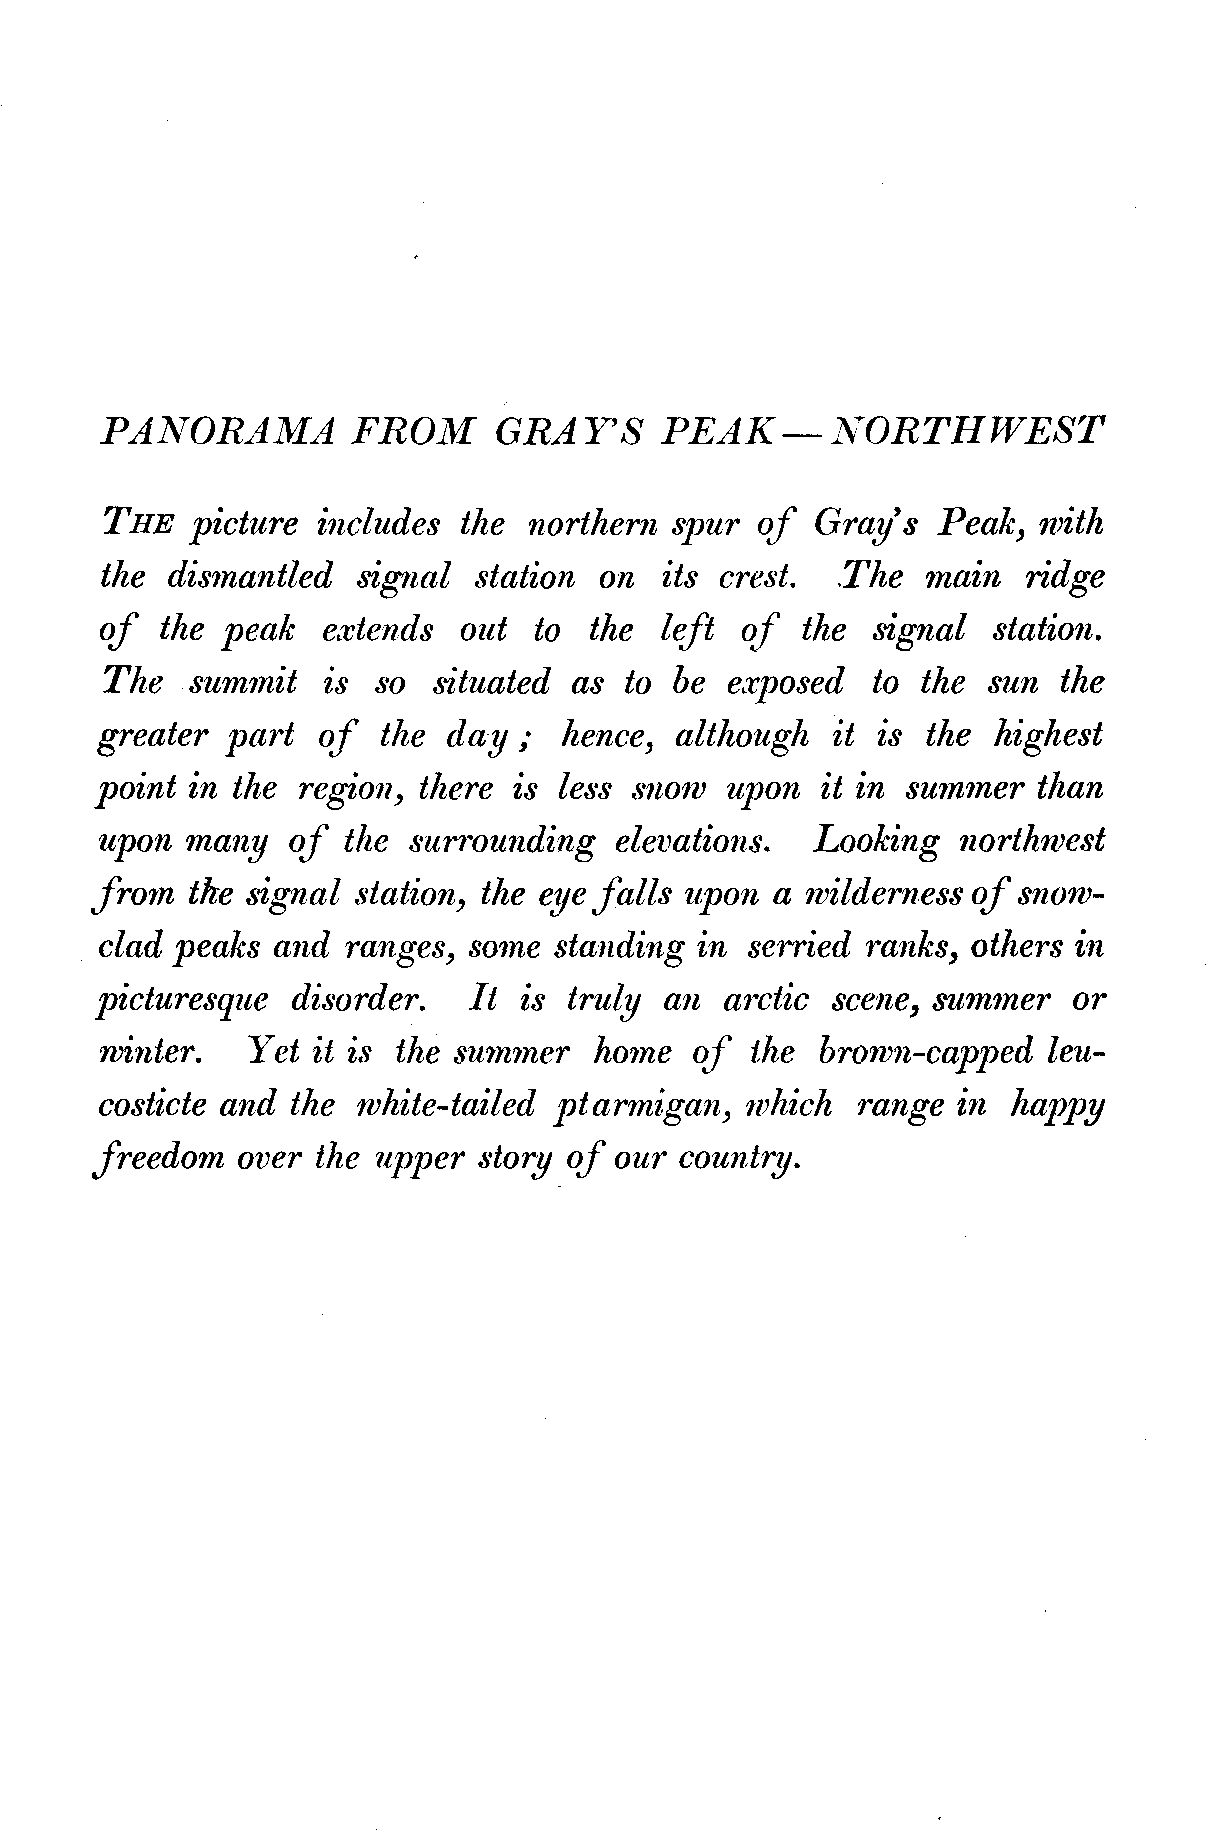 PANORAMA FROM GRAY'S PEAK — NORTHWEST
THE picture includes the northern spur of Gray's Peak, with
the dismantled signal station on its crest. The main ridge
of the peak extends out to the left of the signal station.
The summit is so situated as to be exposed to the sun the
greater part of the day; hence, although it is the highest
point in the region, there is less snow upon it in summer than
upon many of the surrounding elevations. Looking northwest
from the signal station, the eye falls upon a wilderness of snow-
clad peaks and ranges, some standing in serried ranks, others in
picturesque disorder. It is truly an arctic scene, summer or
winter. Yet it is the summer home of the brown-capped leu-
costicte and the white-tailed ptarmigan, which range in happy
freedom over the upper story of our country.